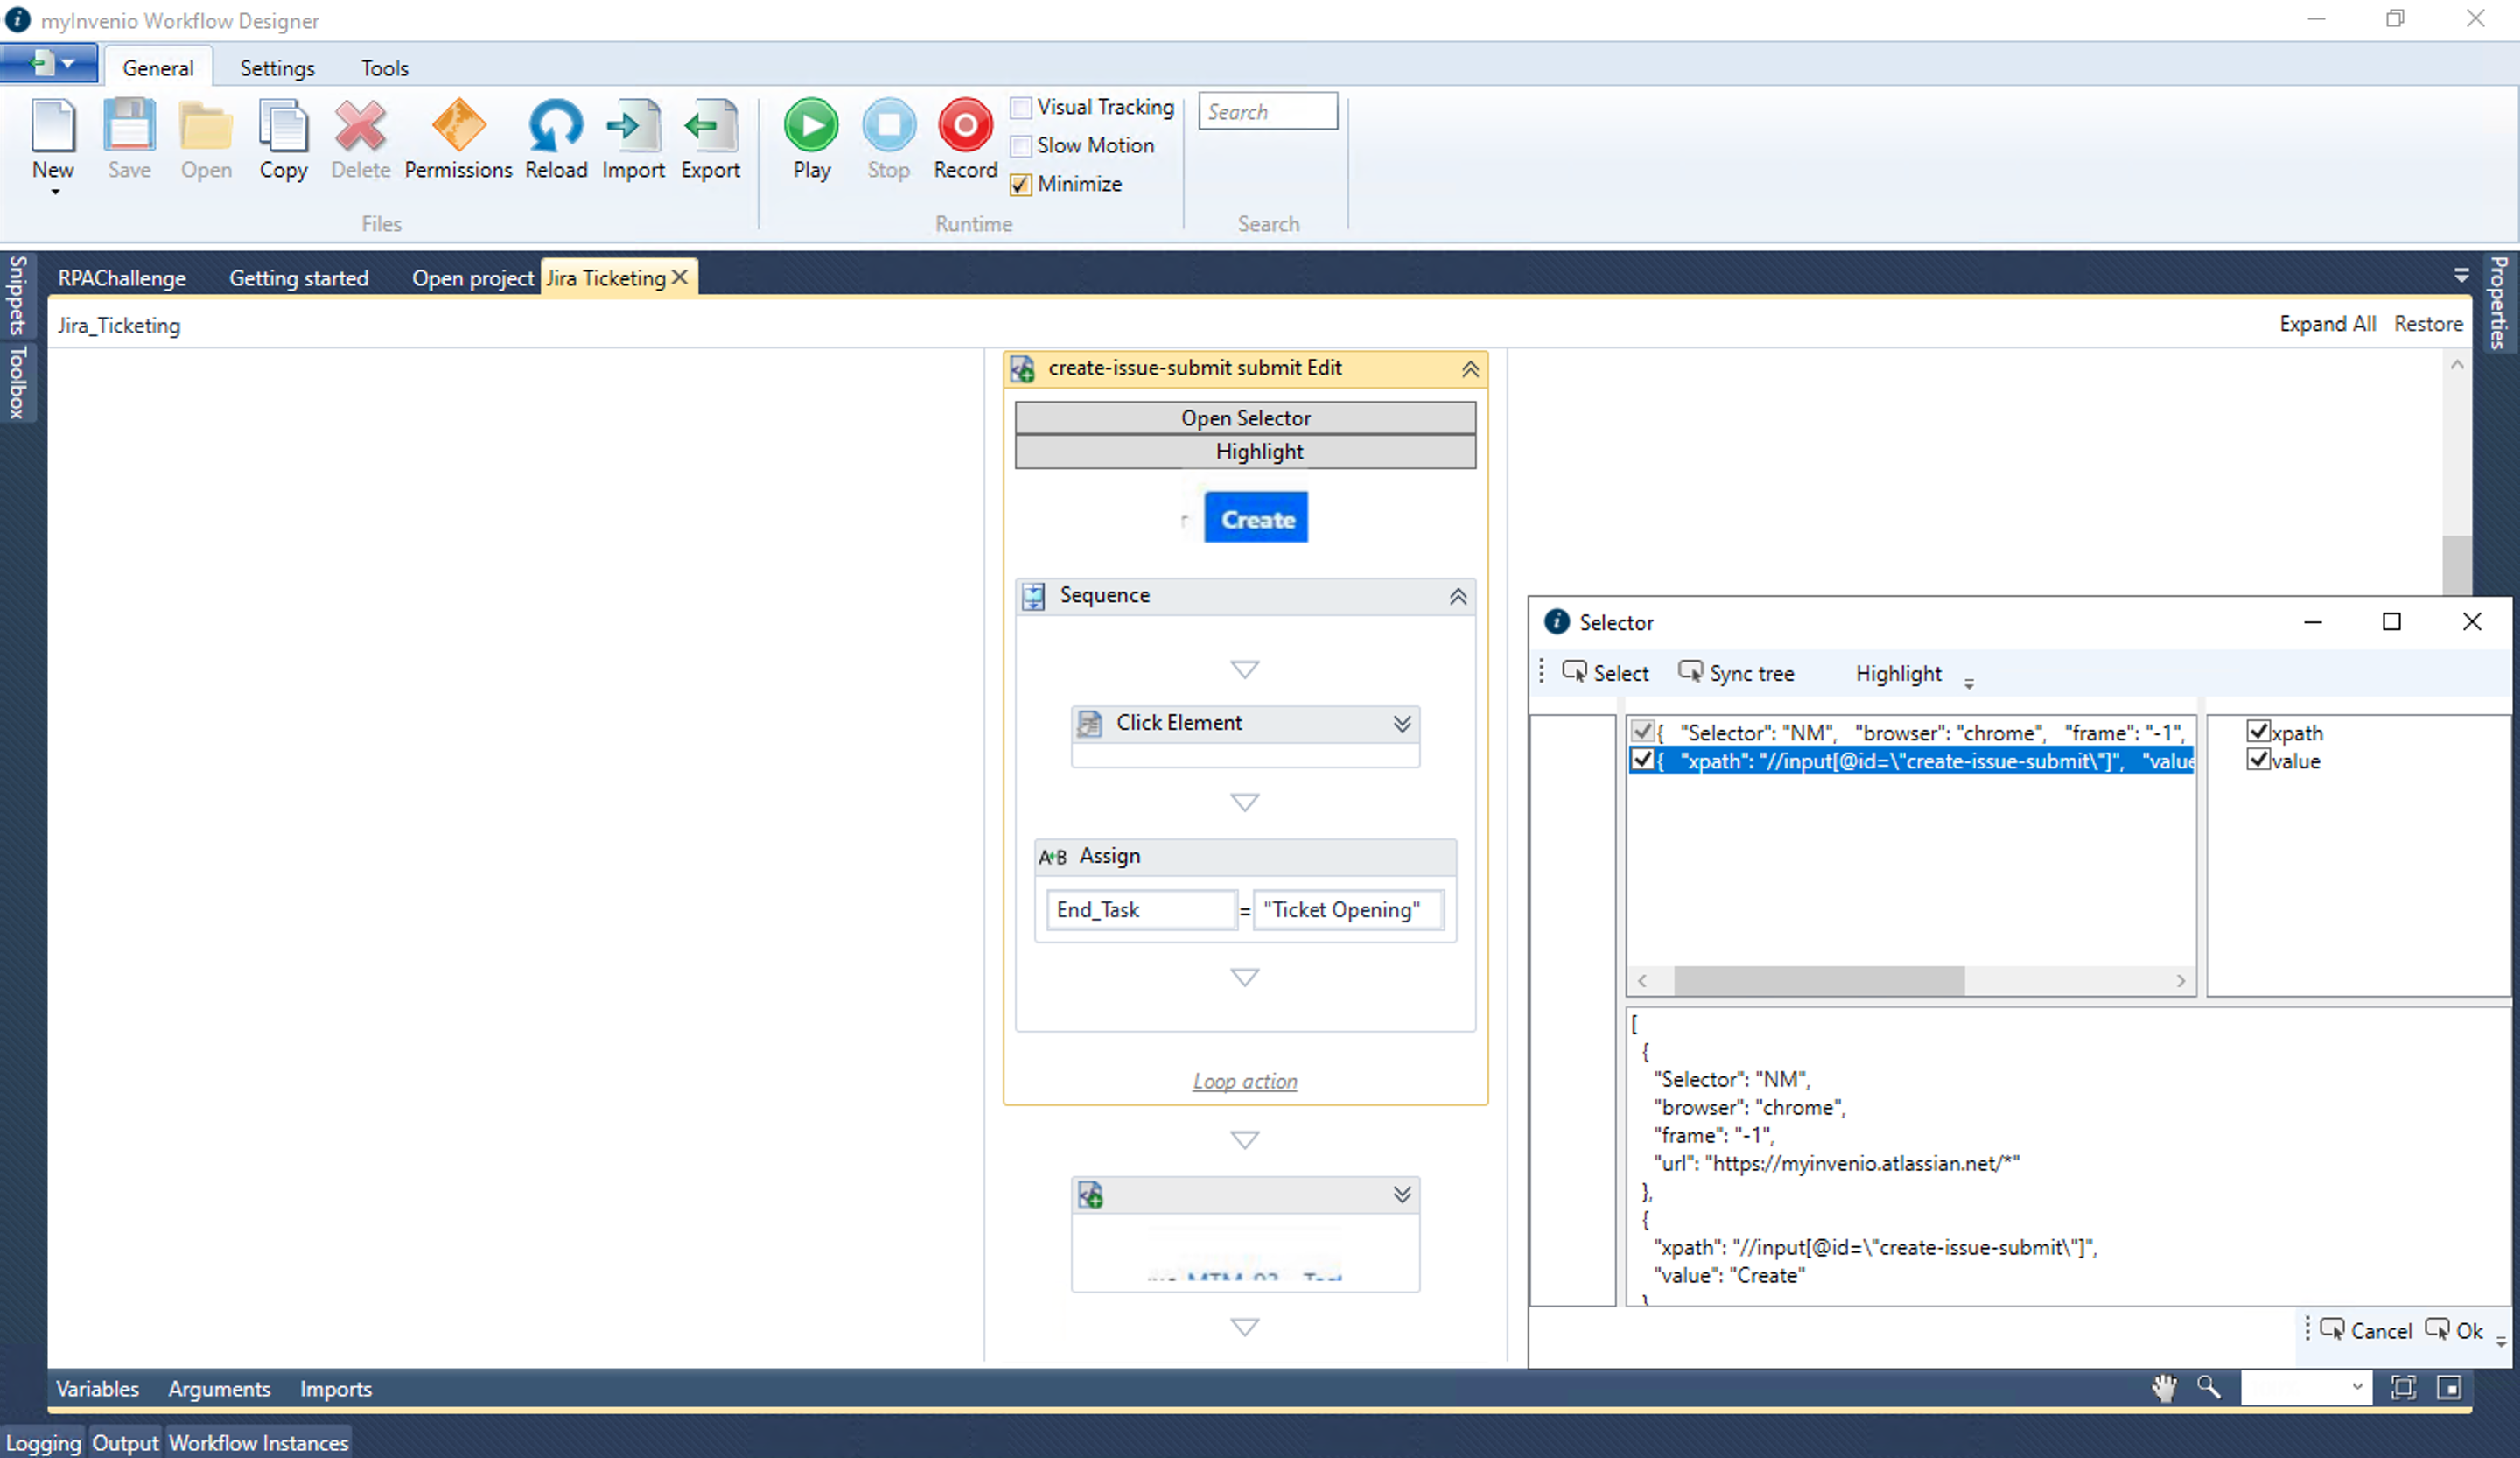 myInvenio Workflow Designer
General Settings Tools
New Save Open Copy Delete Permissions Reload Import Export
Files
Play Stop Record
Visual Tracking
Slow Motion
Minimize
Runtime
Search
Search
Snippets
Toolbox
Properties
RPAChallenge Getting started Open project Jira Ticketing
Jira_Ticketing Expand All Restore
create-issue-submit submit Edit
Open Selector
Highlight
Create
Sequence
Click Element
A+B Assign
End_Task = "Ticket Opening"
Loop action
Selector
Select Sync tree Highlight
{ "Selector": "NM", "browser": "chrome", "frame": "-1",
{ "xpath": "//input[@id=\"create-issue-submit\"]", "value
xpath
value
[
{
"Selector": "NM",
"browser": "chrome",
"frame": "-1",
"url": "https://myinvenio.atlassian.net/*"
},
{
"xpath": "//input[@id=\"create-issue-submit\"]",
"value": "Create"
}
Cancel Ok
Variables Arguments Imports
Logging Output Workflow Instances